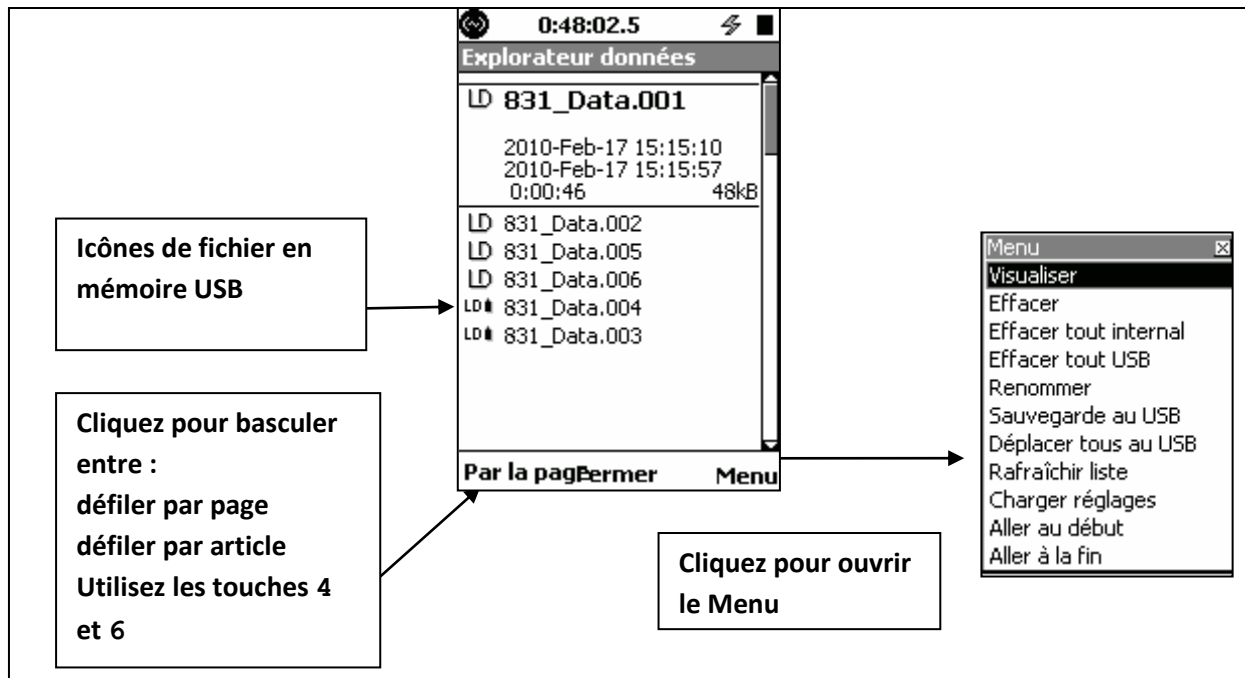 0:48:02.5
Explorateur données
LD 831_Data.001
2010-Feb-17 15:15:10
2010-Feb-17 15:15:57
0:00:46 48kB
LD 831_Data.002
LD 831_Data.005
LD 831_Data.006
LD 831_Data.004
LD 831_Data.003
Par la page Fermer Menu
Icônes de fichier en
mémoire USB
Cliquez pour basculer
entre :
défiler par page
défiler par article
Utilisez les touches 4
et 6
Cliquez pour ouvrir
le Menu
Menu
Visualiser
Effacer
Effacer tout internal
Effacer tout USB
Renommer
Sauvegarde au USB
Déplacer tous au USB
Rafraîchir liste
Charger réglages
Aller au début
Aller à la fin